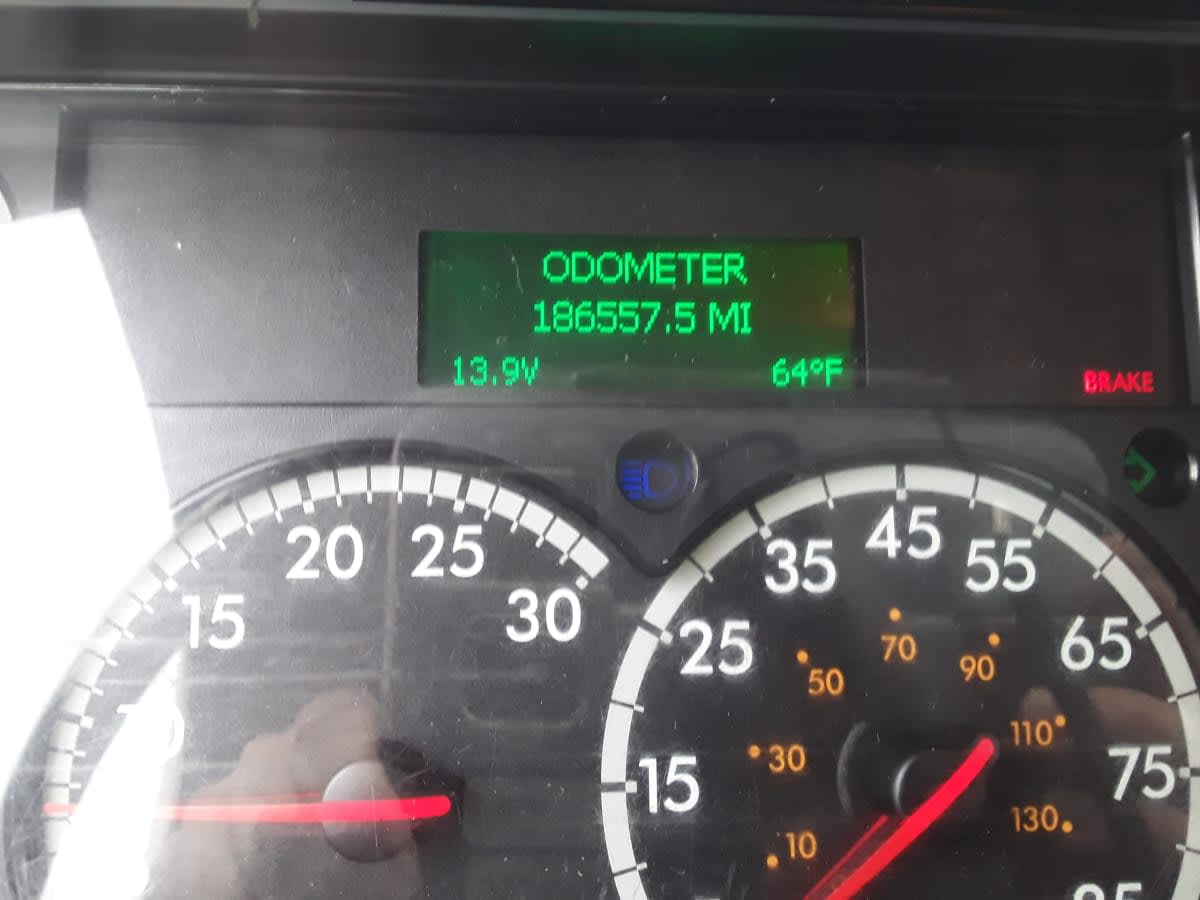 ODOMETER
186557.5 MI
13.9V 64°F
BRAKE
15 20 25 30
15 25 35 45 55 65 75
10 30 50 70 90 110 130